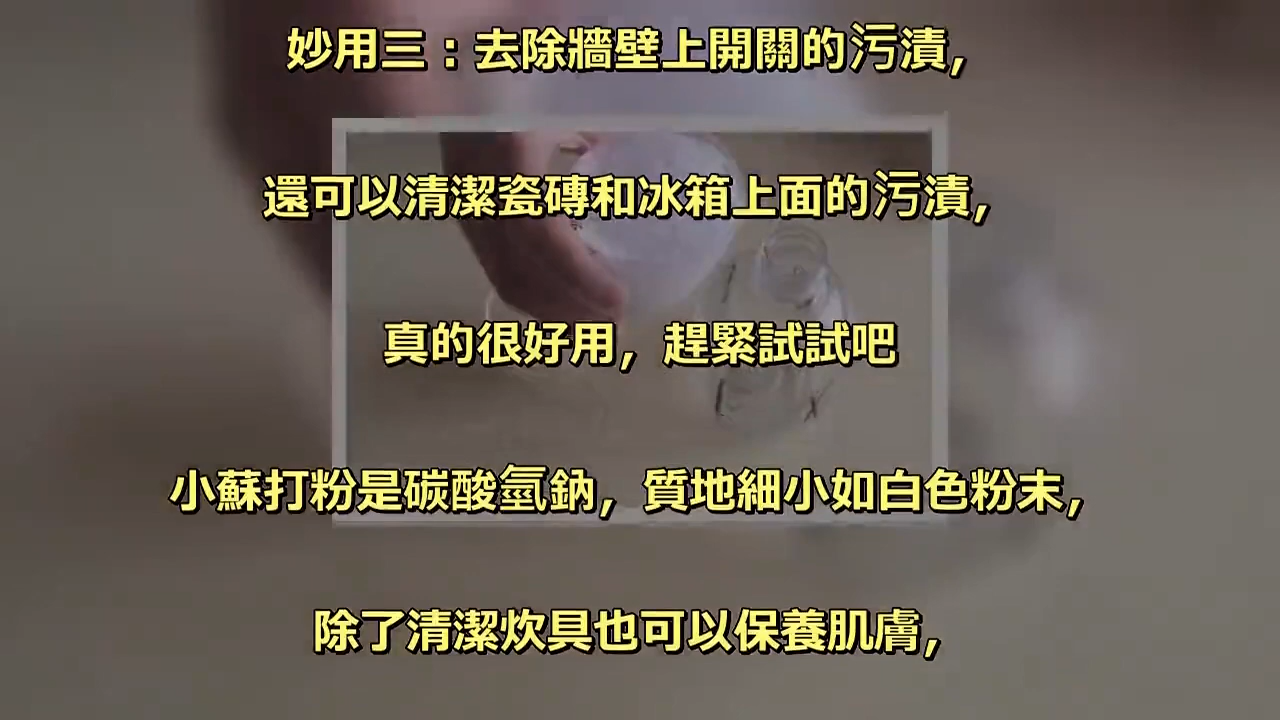 妙用三：去除牆壁上開關的污漬，
還可以清潔瓷磚和冰箱上面的污漬，
真的很好用，趕緊試試吧
小蘇打粉是碳酸氫鈉，質地細小如白色粉末，
除了清潔炊具也可以保養肌膚，